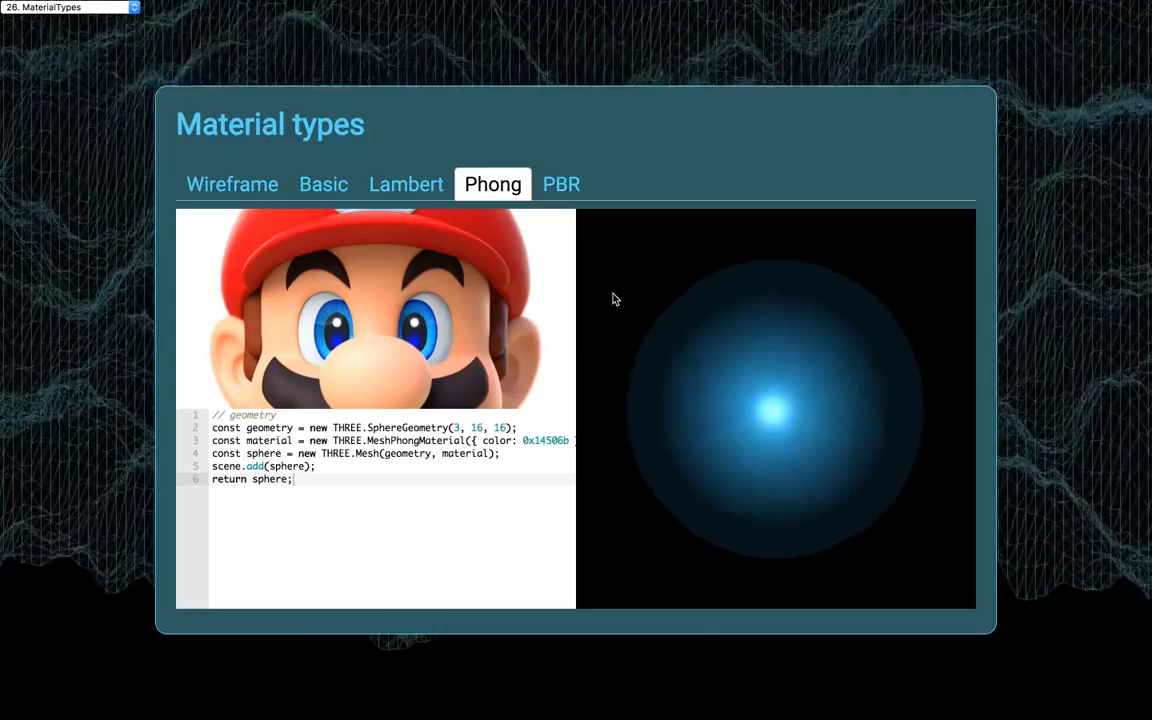 26. MaterialTypes
Material types
Wireframe Basic Lambert Phong PBR
1 // geometry
2 const geometry = new THREE.SphereGeometry(3, 16, 16);
3 const material = new THREE.MeshPhongMaterial({ color: 0x14506b }
4 const sphere = new THREE.Mesh(geometry, material);
5 scene.add(sphere);
6 return sphere;